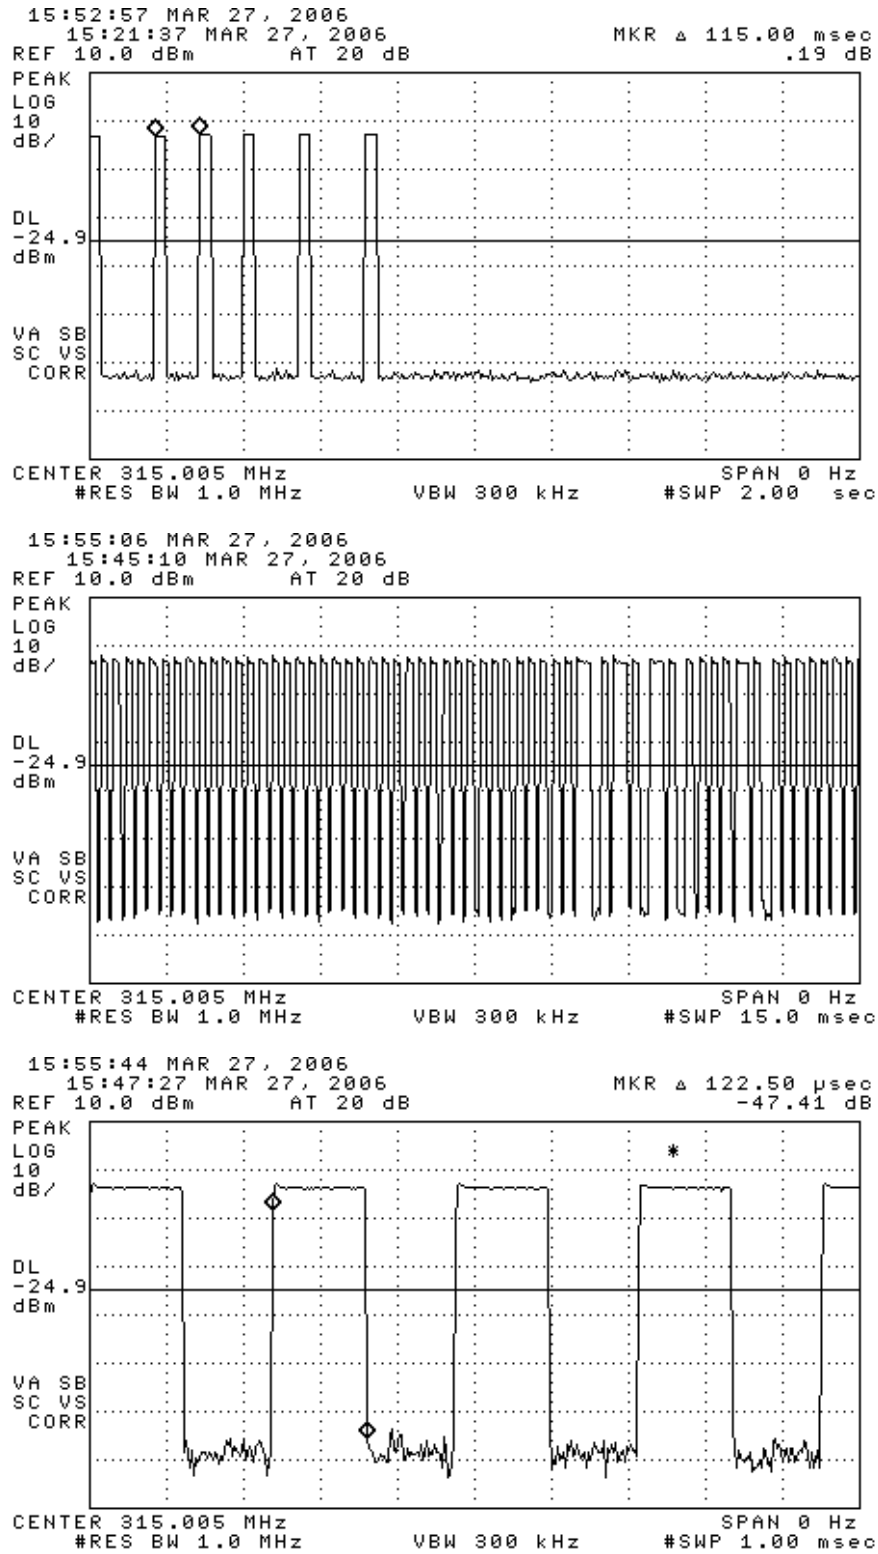 15:52:57 MAR 27, 2006
15:21:37 MAR 27, 2006
MKR Δ 115.00 msec
REF 10.0 dBm AT 20 dB .19 dB
PEAK
LOG
10
dB/
DL
-24.9
dBm
VA SB
SC VS
CORR
CENTER 315.005 MHz SPAN 0 Hz
#RES BW 1.0 MHz VBW 300 kHz #SWP 2.00 sec
15:55:06 MAR 27, 2006
15:45:10 MAR 27, 2006
REF 10.0 dBm AT 20 dB
PEAK
LOG
10
dB/
DL
-24.9
dBm
VA SB
SC VS
CORR
CENTER 315.005 MHz SPAN 0 Hz
#RES BW 1.0 MHz VBW 300 kHz #SWP 15.0 msec
15:55:44 MAR 27, 2006
15:47:27 MAR 27, 2006
MKR Δ 122.50 μsec
REF 10.0 dBm AT 20 dB -47.41 dB
PEAK
LOG
10
dB/
*
DL
-24.9
dBm
VA SB
SC VS
CORR
CENTER 315.005 MHz SPAN 0 Hz
#RES BW 1.0 MHz VBW 300 kHz #SWP 1.00 msec